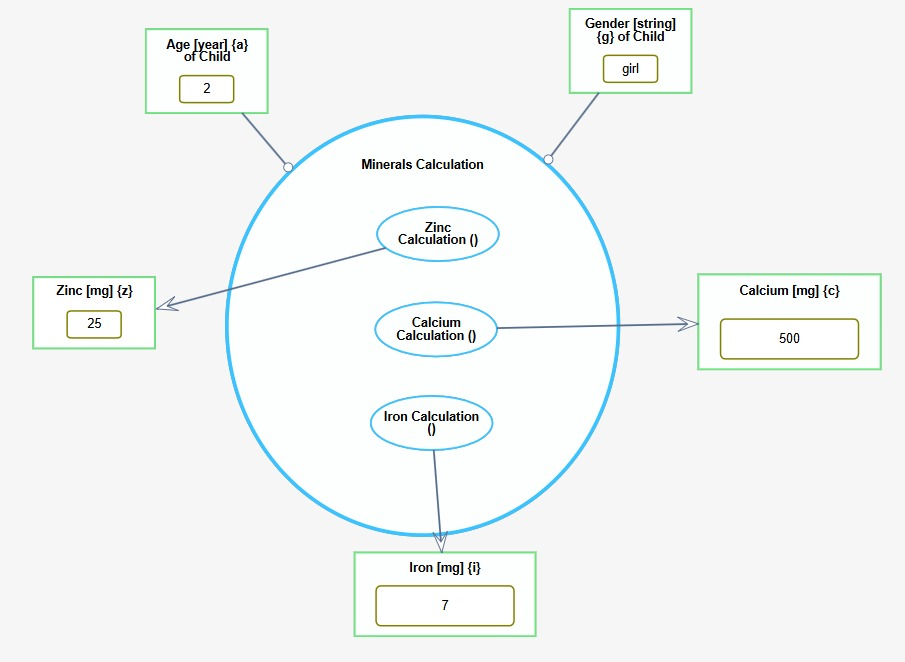 Gender [string]
{g} of Child
girl
Age [year] {a}
of Child
2
Minerals Calculation
Zinc
Calculation ()
Zinc [mg] {z}
25
Calcium
Calculation ()
Calcium [mg] {c}
500
Iron Calculation
()
Iron [mg] {i}
7